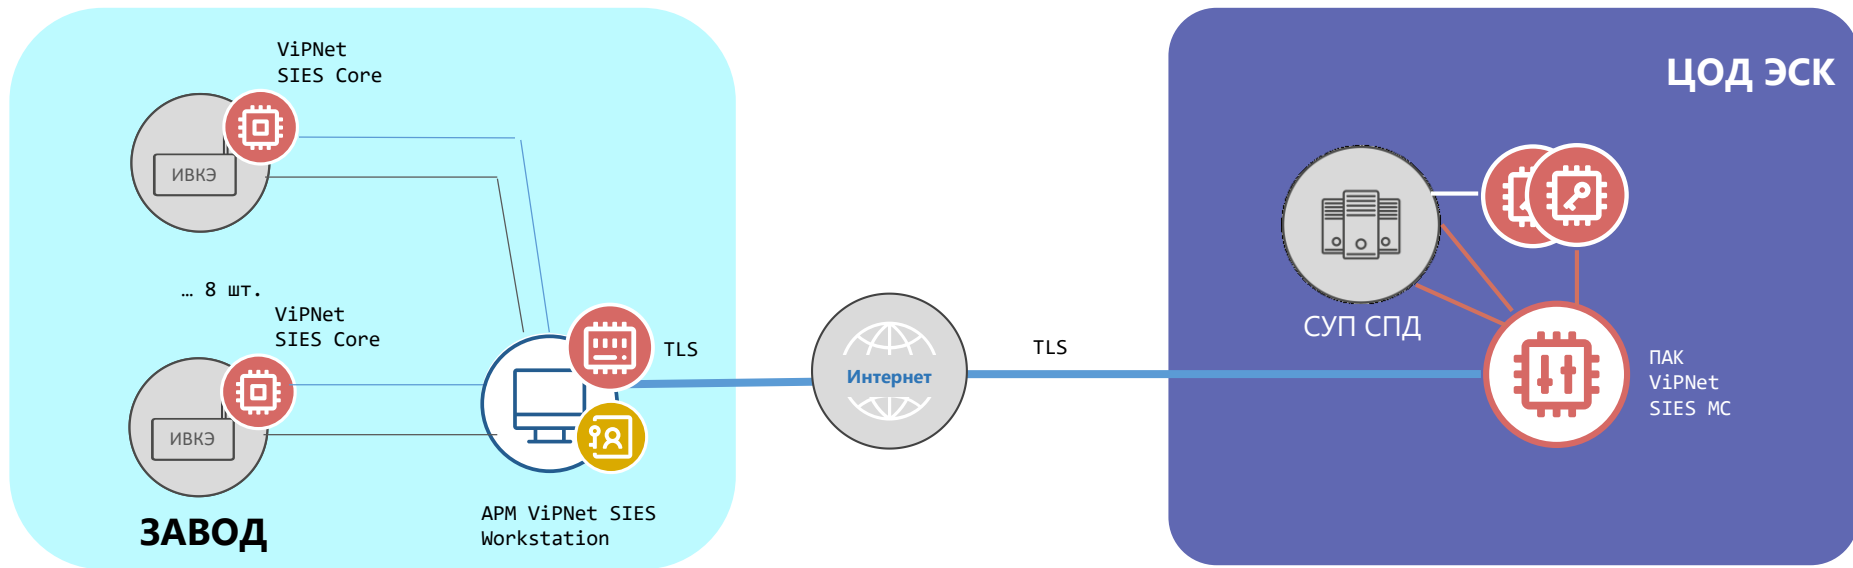 ViPNet
SIES Core
ИВКЭ
… 8 шт.
ViPNet
SIES Core
ИВКЭ
ЗАВОД
TLS
АРМ ViPNet SIES
Workstation
Интернет
TLS
ЦОД ЭСК
СУП СПД
ПАК
ViPNet
SIES MC